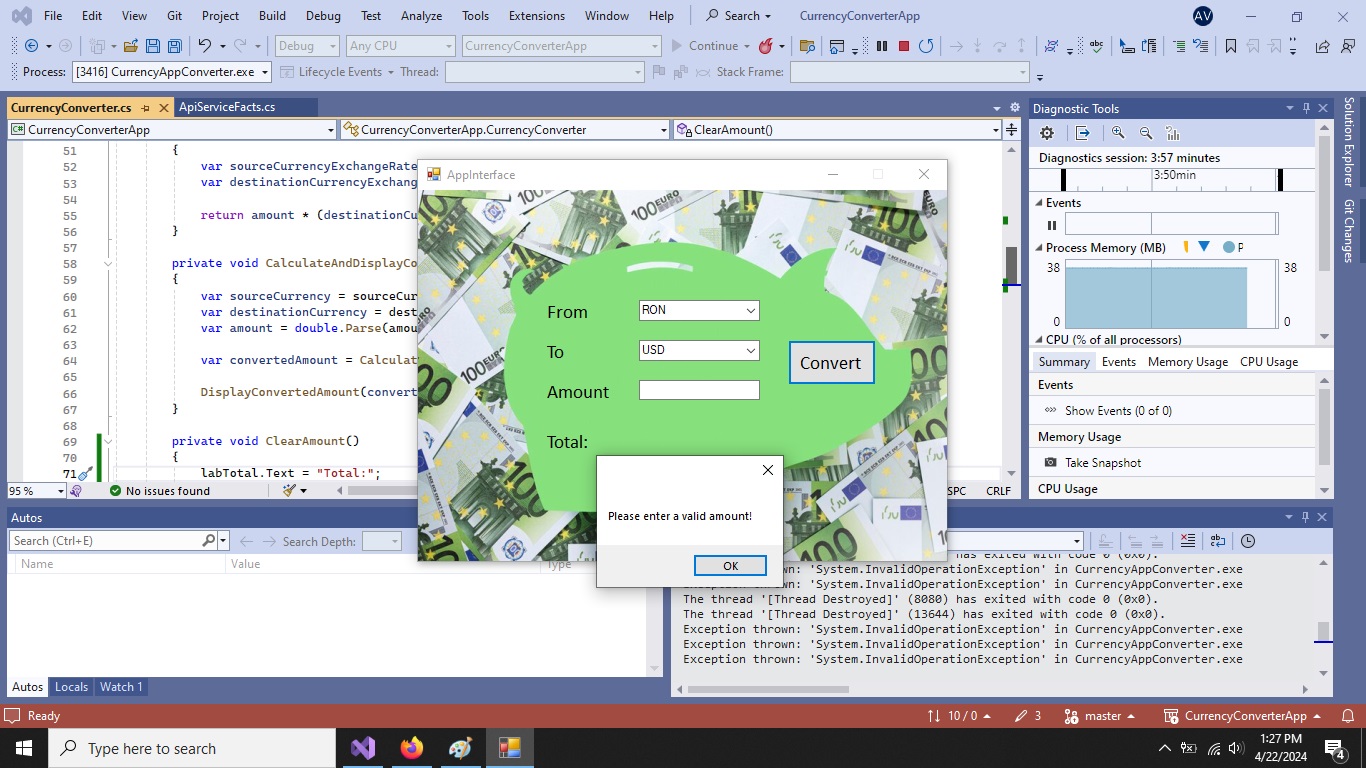 File Edit View Git Project Build Debug Test Analyze Tools Extensions Window Help Search CurrencyConverterApp AV
Debug Any CPU CurrencyConverterApp Continue
Process: [3416] CurrencyAppConverter.exe Lifecycle Events Thread: Stack Frame:
CurrencyConverter.cs ApiServiceFacts.cs
CurrencyConverterApp CurrencyConverterApp.CurrencyConverter ClearAmount()
51 {
52 var sourceCurrencyExchangeRate
53 var destinationCurrencyExchang
54
55 return amount * (destinationCu
56 }
57
58 private void CalculateAndDisplayCo
59 {
60 var sourceCurrency = sourceCur
61 var destinationCurrency = dest
62 var amount = double.Parse(amou
63
64 var convertedAmount = Calculat
65
66 DisplayConvertedAmount(convert
67 }
68
69 private void ClearAmount()
70 {
71 labTotal.Text = "Total:";
95 % No issues found SPC CRLF
AppInterface
From RON
To USD
Convert
Amount
Total:
Please enter a valid amount!
OK
Diagnostic Tools
Diagnostics session: 3:57 minutes
3:50min
Events
Process Memory (MB) P
38 38
0 0
CPU (% of all processors)
Summary Events Memory Usage CPU Usage
Events
Show Events (0 of 0)
Memory Usage
Take Snapshot
CPU Usage
Solution Explorer
Git Changes
Autos
Search (Ctrl+E) Search Depth:
Name Value Type
Autos Locals Watch 1
has exited with code 0 (0x0).
Exception thrown: 'System.InvalidOperationException' in CurrencyAppConverter.exe
Exception thrown: 'System.InvalidOperationException' in CurrencyAppConverter.exe
The thread '[Thread Destroyed]' (8080) has exited with code 0 (0x0).
The thread '[Thread Destroyed]' (13644) has exited with code 0 (0x0).
Exception thrown: 'System.InvalidOperationException' in CurrencyAppConverter.exe
Exception thrown: 'System.InvalidOperationException' in CurrencyAppConverter.exe
Exception thrown: 'System.InvalidOperationException' in CurrencyAppConverter.exe
Ready 10 / 0 3 master CurrencyConverterApp
Type here to search
1:27 PM
4/22/2024
4